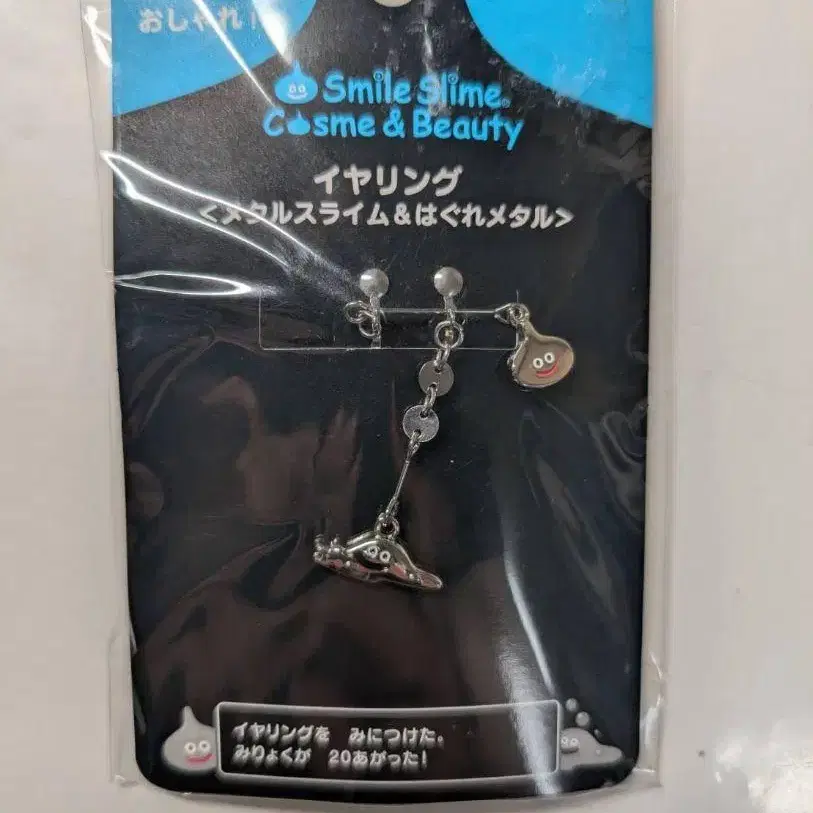 おしゃれ!
Smile Slime®
Cosme & Beauty
イヤリング
<メタルスライム&はぐれメタル>
イヤリングを みにつけた。
みりょくが 20あがった!